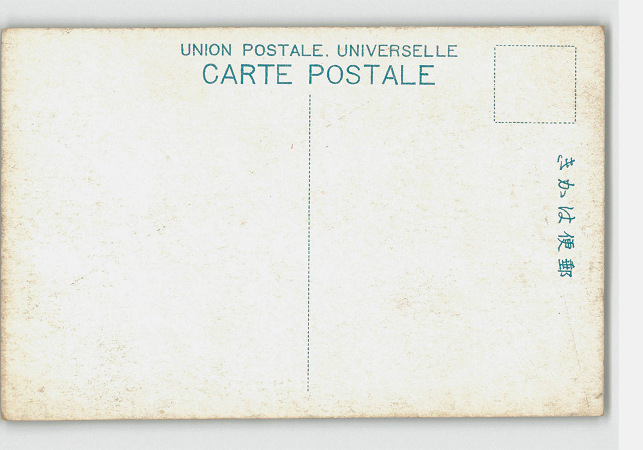 UNION POSTALE. UNIVERSELLE
CARTE POSTALE
きかは便郵